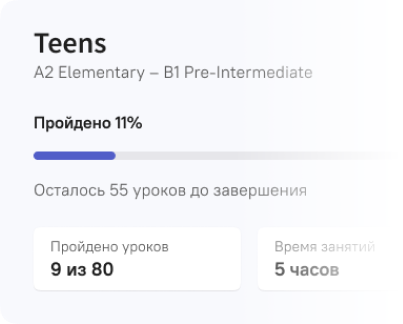 Teens
A2 Elementary – B1 Pre-Intermediate
Пройдено 11%
Осталось 55 уроков до завершения
Пройдено уроков
9 из 80
Время занятий
5 часов